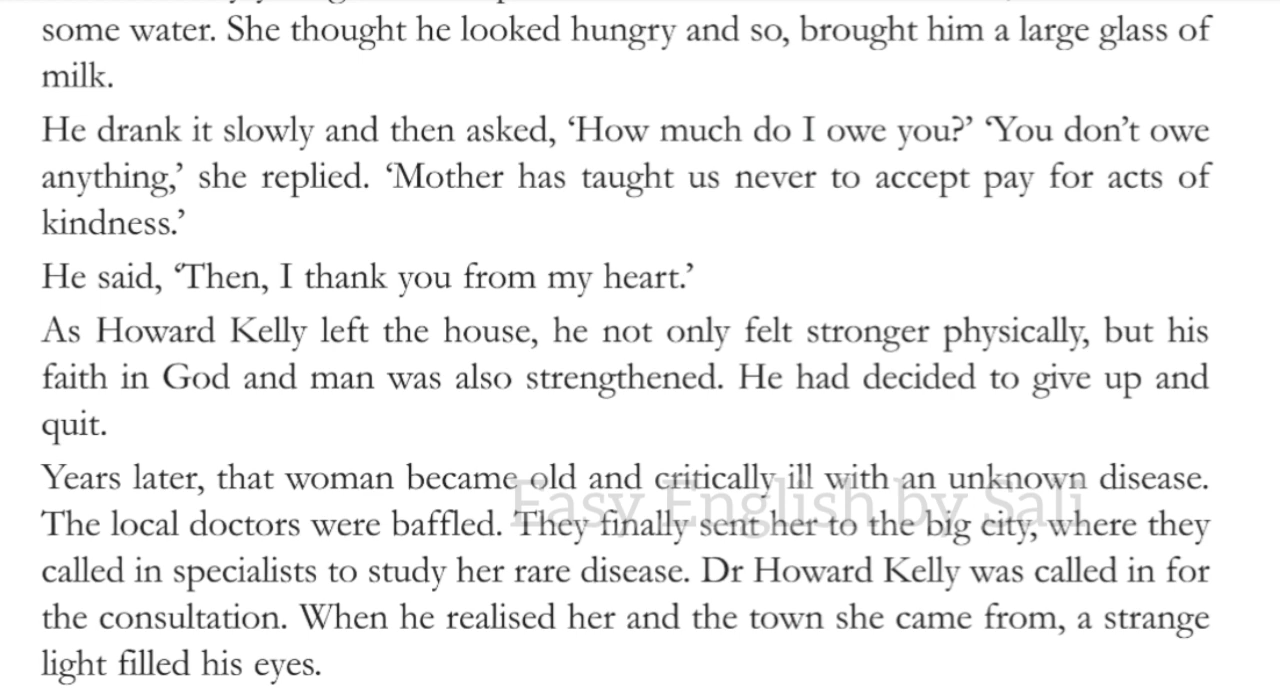 some water. She thought he looked hungry and so, brought him a large glass of
milk.
He drank it slowly and then asked, ‘How much do I owe you?’ ‘You don’t owe
anything,’ she replied. ‘Mother has taught us never to accept pay for acts of
kindness.’
He said, ‘Then, I thank you from my heart.’
As Howard Kelly left the house, he not only felt stronger physically, but his
faith in God and man was also strengthened. He had decided to give up and
quit.
Years later, that woman became old and critically ill with an unknown disease.
Easy English by Sali
The local doctors were baffled. They finally sent her to the big city, where they
called in specialists to study her rare disease. Dr Howard Kelly was called in for
the consultation. When he realised her and the town she came from, a strange
light filled his eyes.